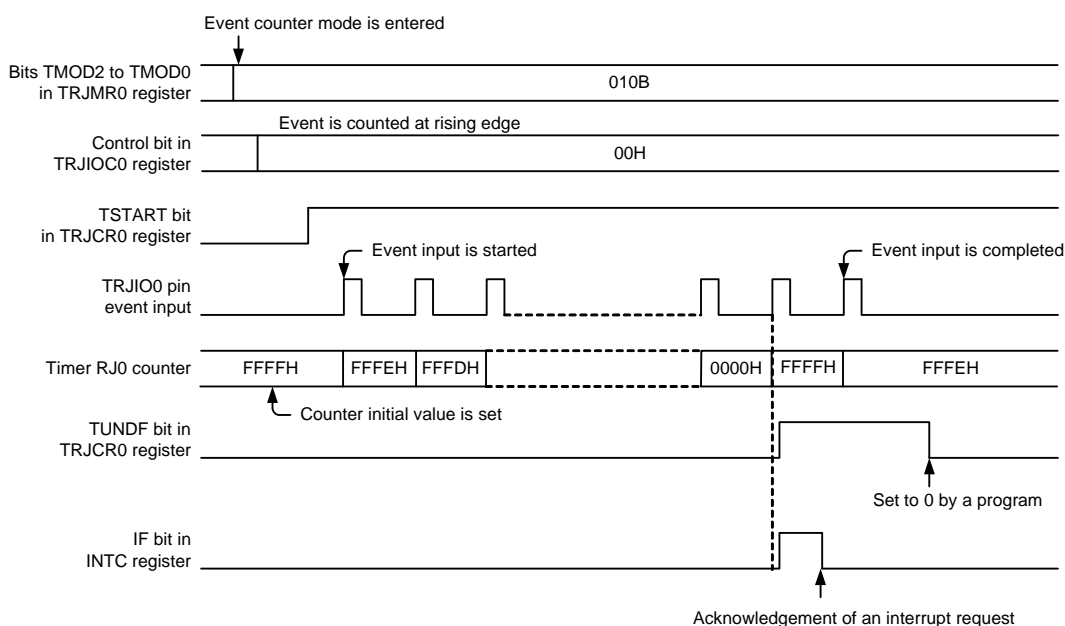 Event counter mode is entered
Bits TMOD2 to TMOD0
in TRJMR0 register
010B
Event is counted at rising edge
Control bit in
TRJIOC0 register
00H
TSTART bit
in TRJCR0 register
Event input is started
Event input is completed
TRJIO0 pin
event input
Timer RJ0 counter
FFFFH
FFFEH
FFFDH
0000H
FFFFH
FFFEH
Counter initial value is set
TUNDF bit in
TRJCR0 register
Set to 0 by a program
IF bit in
INTC register
Acknowledgement of an interrupt request